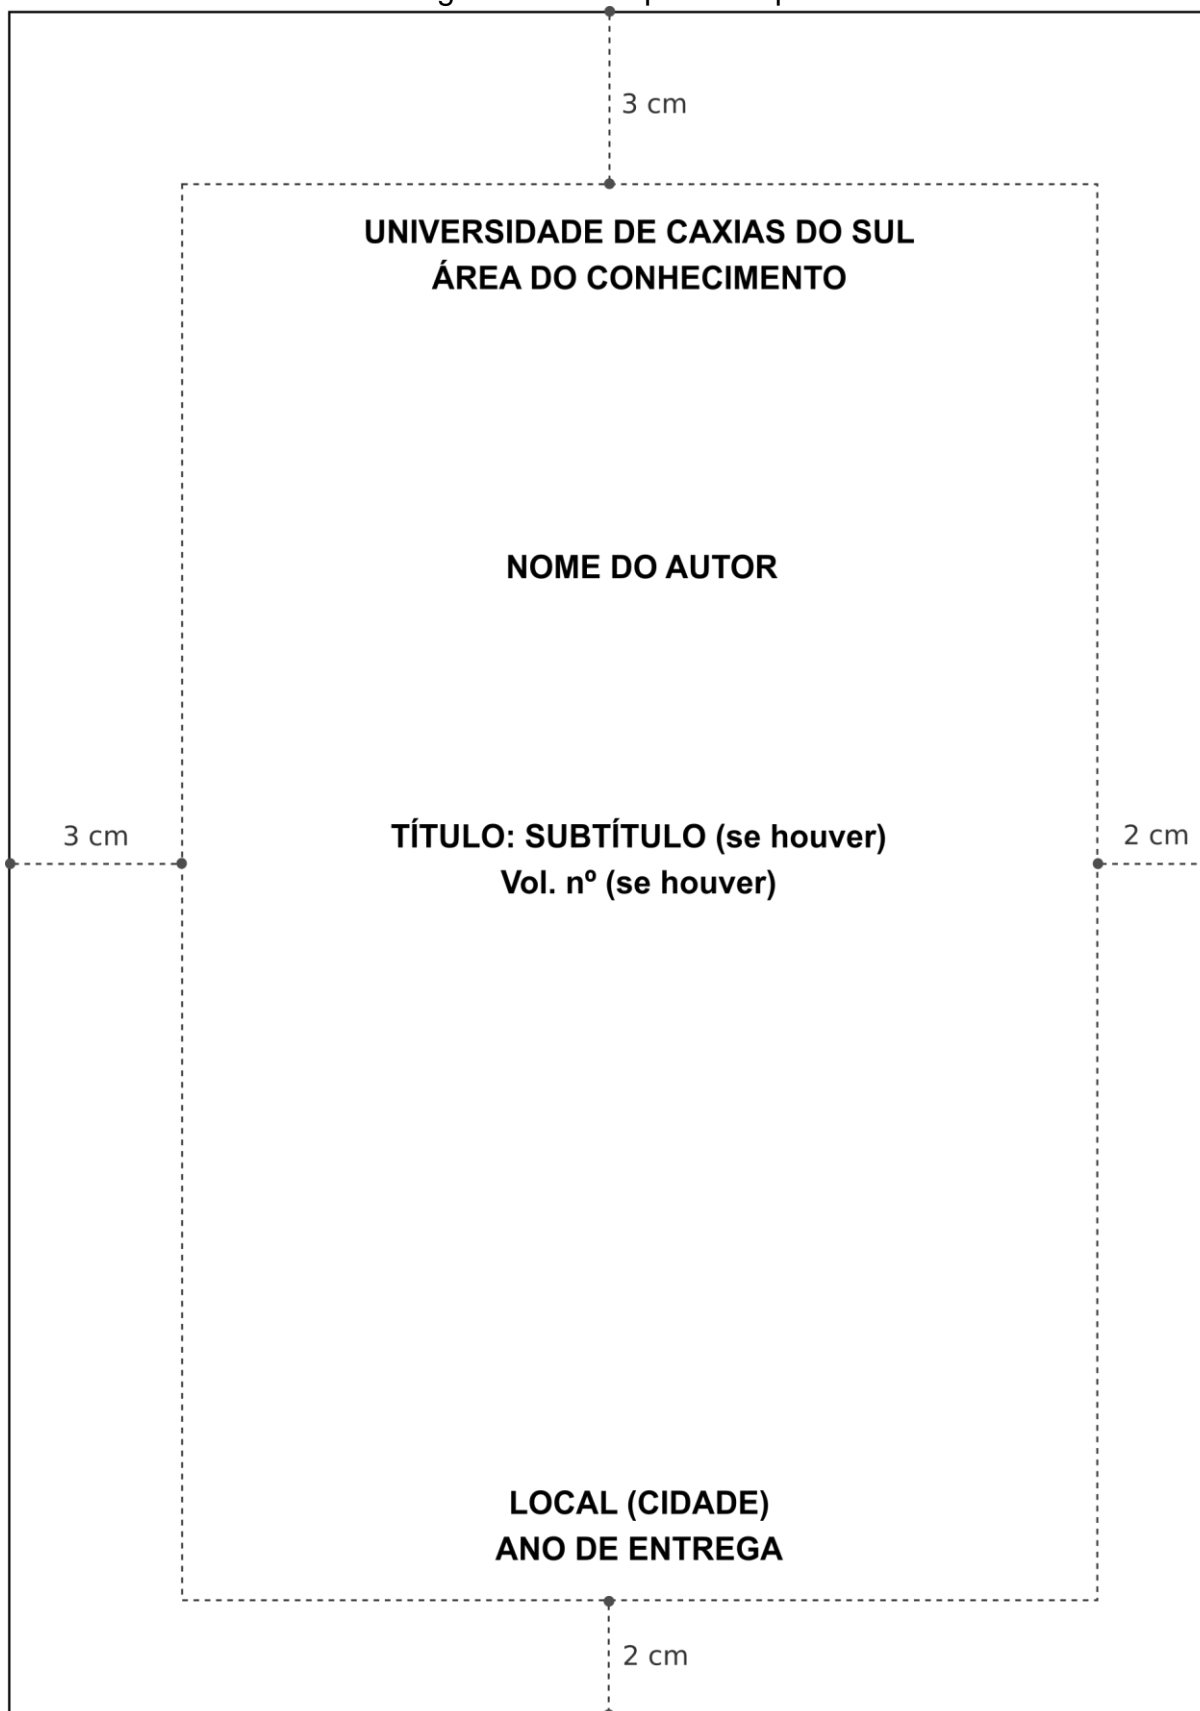 3 cm
UNIVERSIDADE DE CAXIAS DO SUL
ÁREA DO CONHECIMENTO
NOME DO AUTOR
3 cm
TÍTULO: SUBTÍTULO (se houver)
2 cm
Vol. nº (se houver)
LOCAL (CIDADE)
ANO DE ENTREGA
2 cm